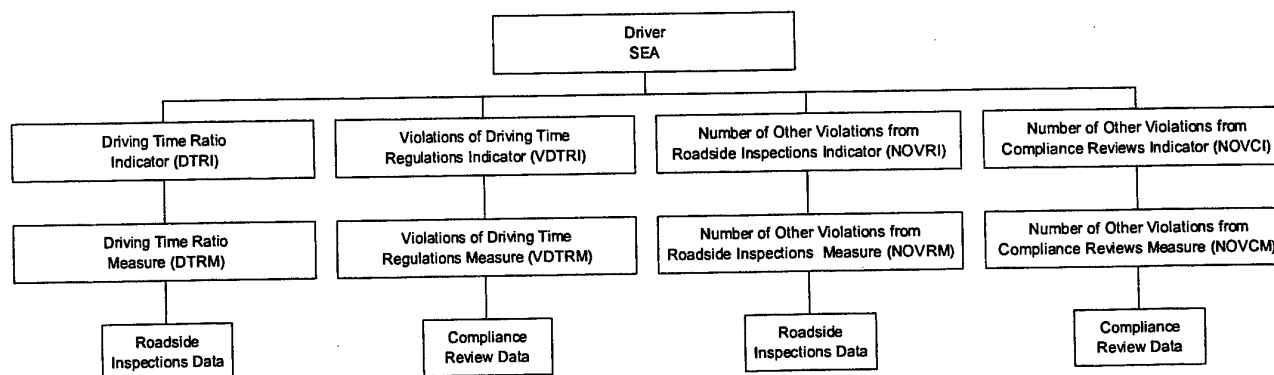 Driver
SEA
Driving Time Ratio
Indicator (DTRI)
Violations of Driving Time
Regulations Indicator (VDTRI)
Number of Other Violations from
Roadside Inspections Indicator (NOVRI)
Number of Other Violations from
Compliance Reviews Indicator (NOVCI)
Driving Time Ratio
Measure (DTRM)
Violations of Driving Time
Regulations Measure (VDTRM)
Number of Other Violations from
Roadside Inspections Measure (NOVRM)
Number of Other Violations from
Compliance Reviews Measure (NOVCM)
Roadside
Inspections Data
Compliance
Review Data
Roadside
Inspections Data
Compliance
Review Data